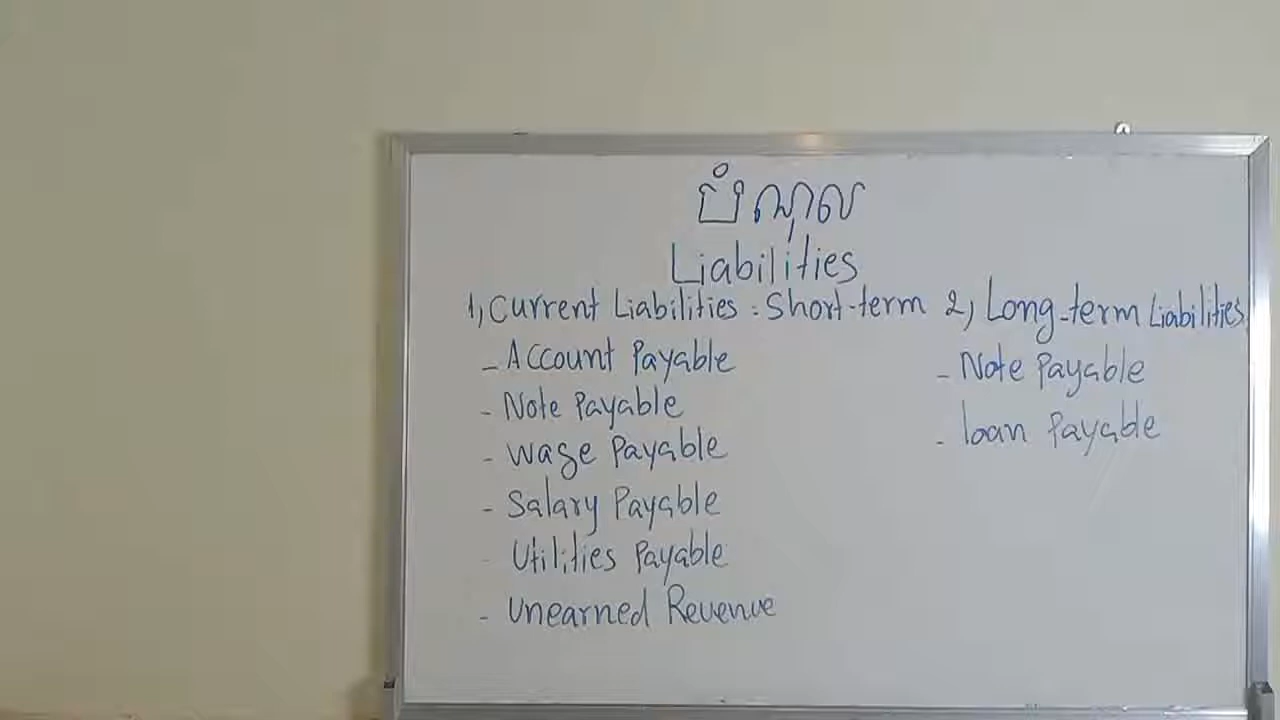 បំណុល
Liabilities
1, Current Liabilities : Short-term
- Account Payable
- Note Payable
- Wage Payable
- Salary Payable
- Utilities Payable
- Unearned Revenue
2, Long-term Liabilities
- Note Payable
- loan Payable